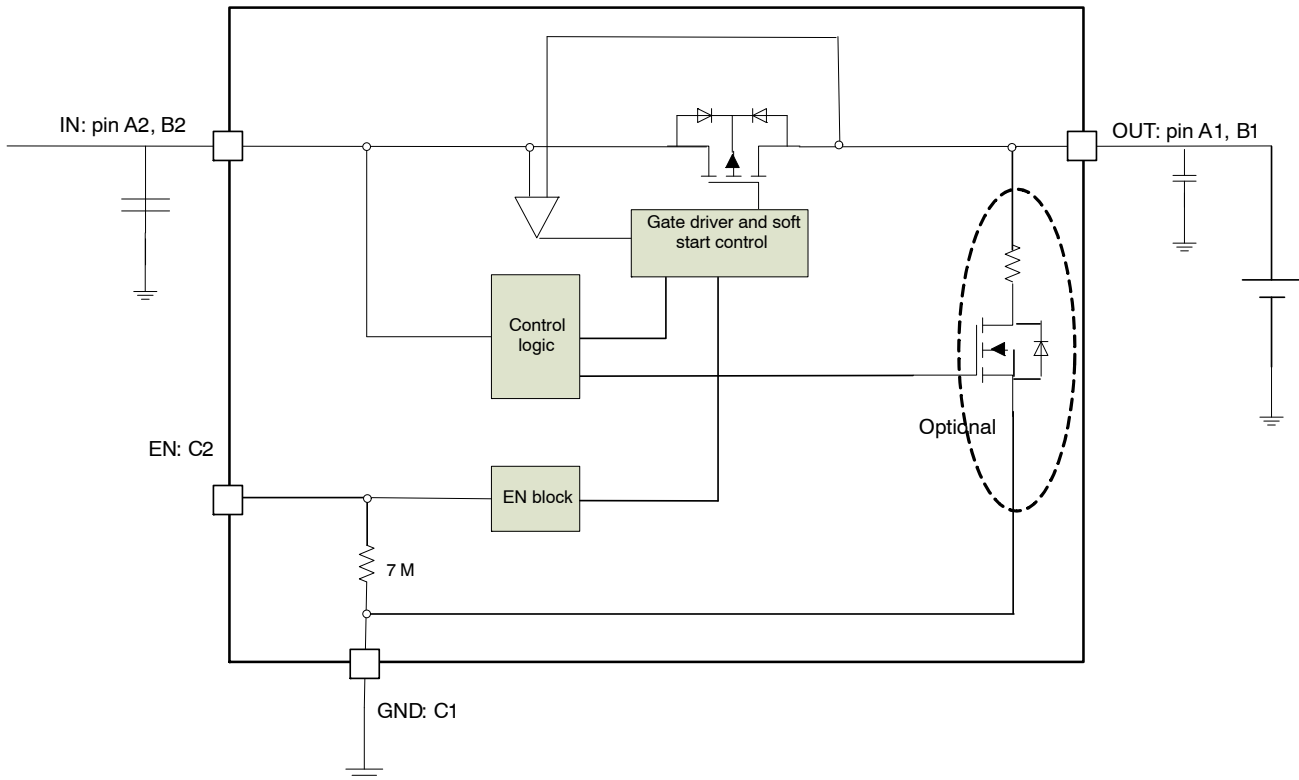 IN: pin A2, B2
OUT: pin A1, B1
Gate driver and soft
start control
Control
logic
Optional
EN: C2
EN block
7 M
GND: C1